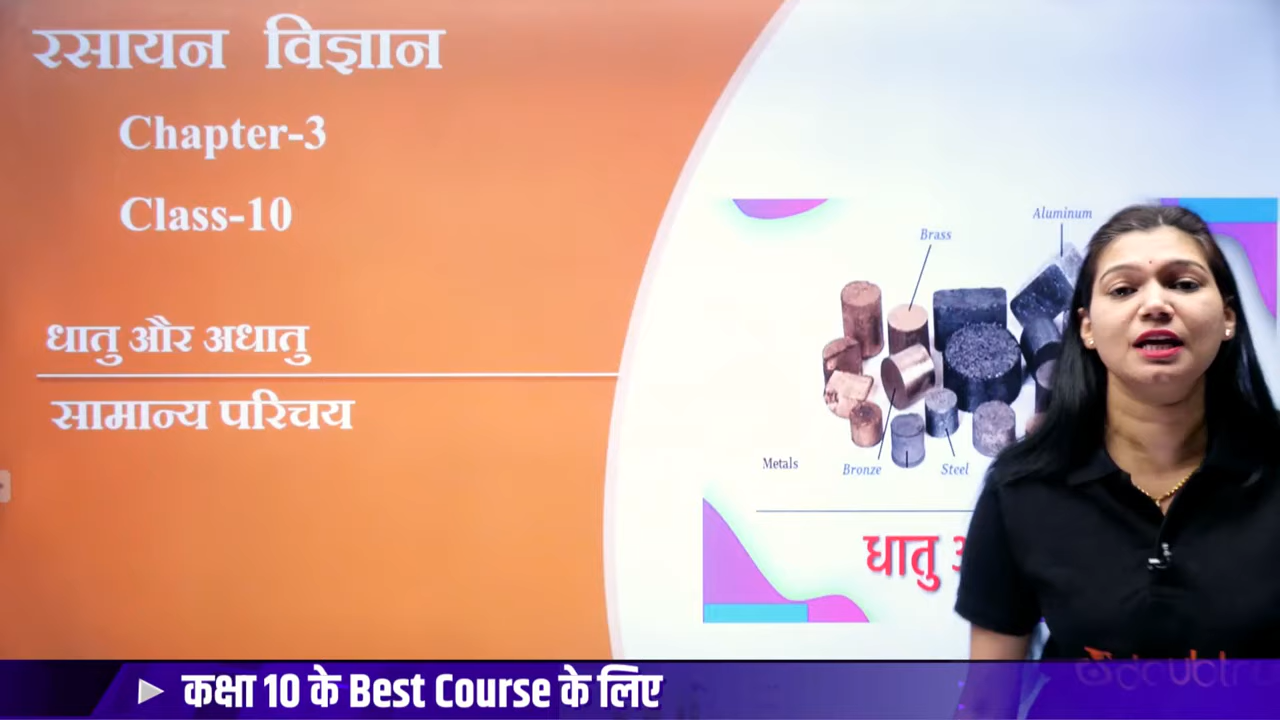 रसायन विज्ञान
Chapter-3
Class-10
धातु और अधातु
सामान्य परिचय
Aluminum
Brass
Metals
Bronze
Steel
धातु
कक्षा 10 के Best Course के लिए